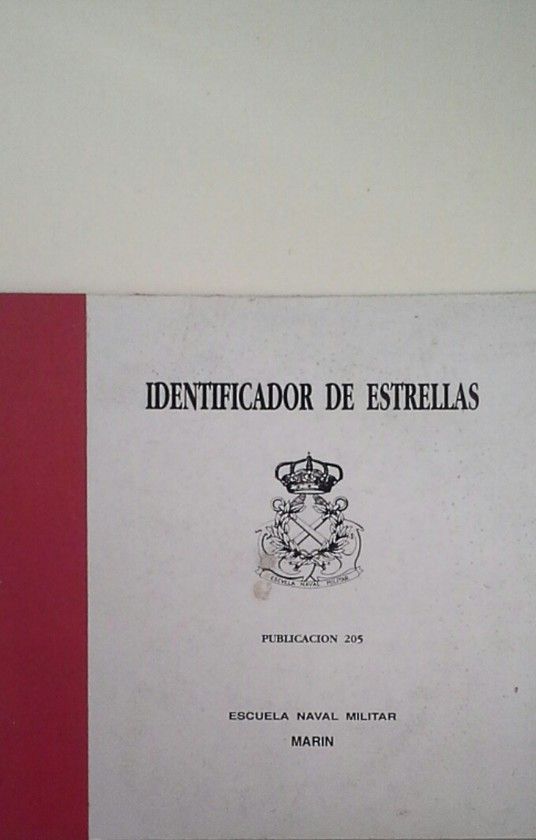 IDENTIFICADOR DE ESTRELLAS
ESCUELA NAVAL MILITAR
PUBLICACION 205
ESCUELA NAVAL MILITAR
MARIN